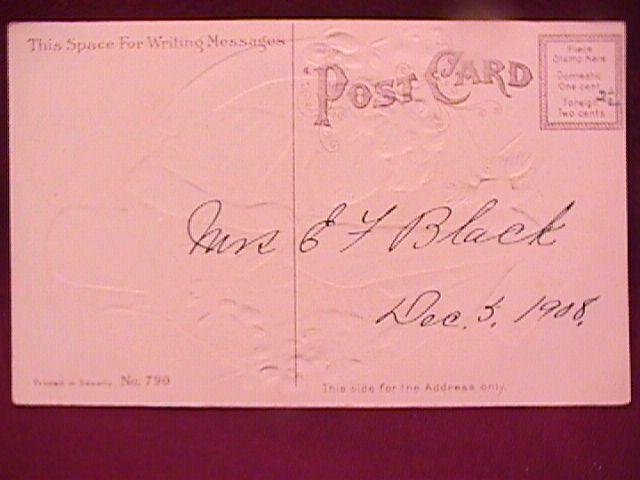 This Space For Writing Messages
POST CARD
Place
Stamp here
Domestic
One cent
Foreign
Two cents
Mrs E F Black
Dec. 5, 1908.
Printed in Saxony No. 790
This side for the Address only.